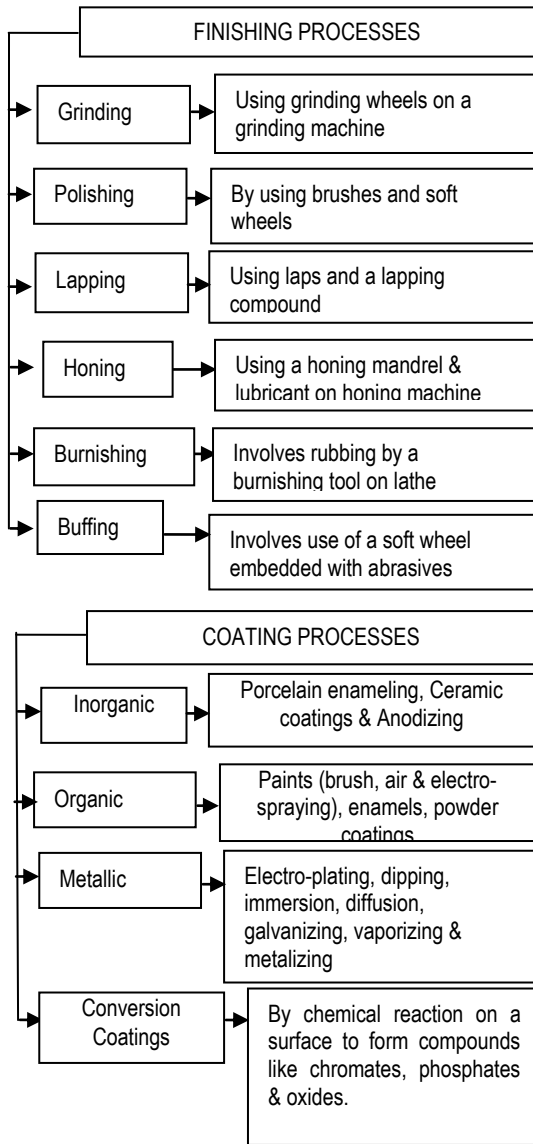 FINISHING PROCESSES
Grinding
Using grinding wheels on a
grinding machine
Polishing
By using brushes and soft
wheels
Lapping
Using laps and a lapping
compound
Honing
Using a honing mandrel &
lubricant on honing machine
Burnishing
Involves rubbing by a
burnishing tool on lathe
Buffing
Involves use of a soft wheel
embedded with abrasives
COATING PROCESSES
Inorganic
Porcelain enameling, Ceramic
coatings & Anodizing
Organic
Paints (brush, air & electro-
spraying), enamels, powder
coatings
Metallic
Electro-plating, dipping,
immersion, diffusion,
galvanizing, vaporizing &
metalizing
Conversion
Coatings
By chemical reaction on a
surface to form compounds
like chromates, phosphates
& oxides.